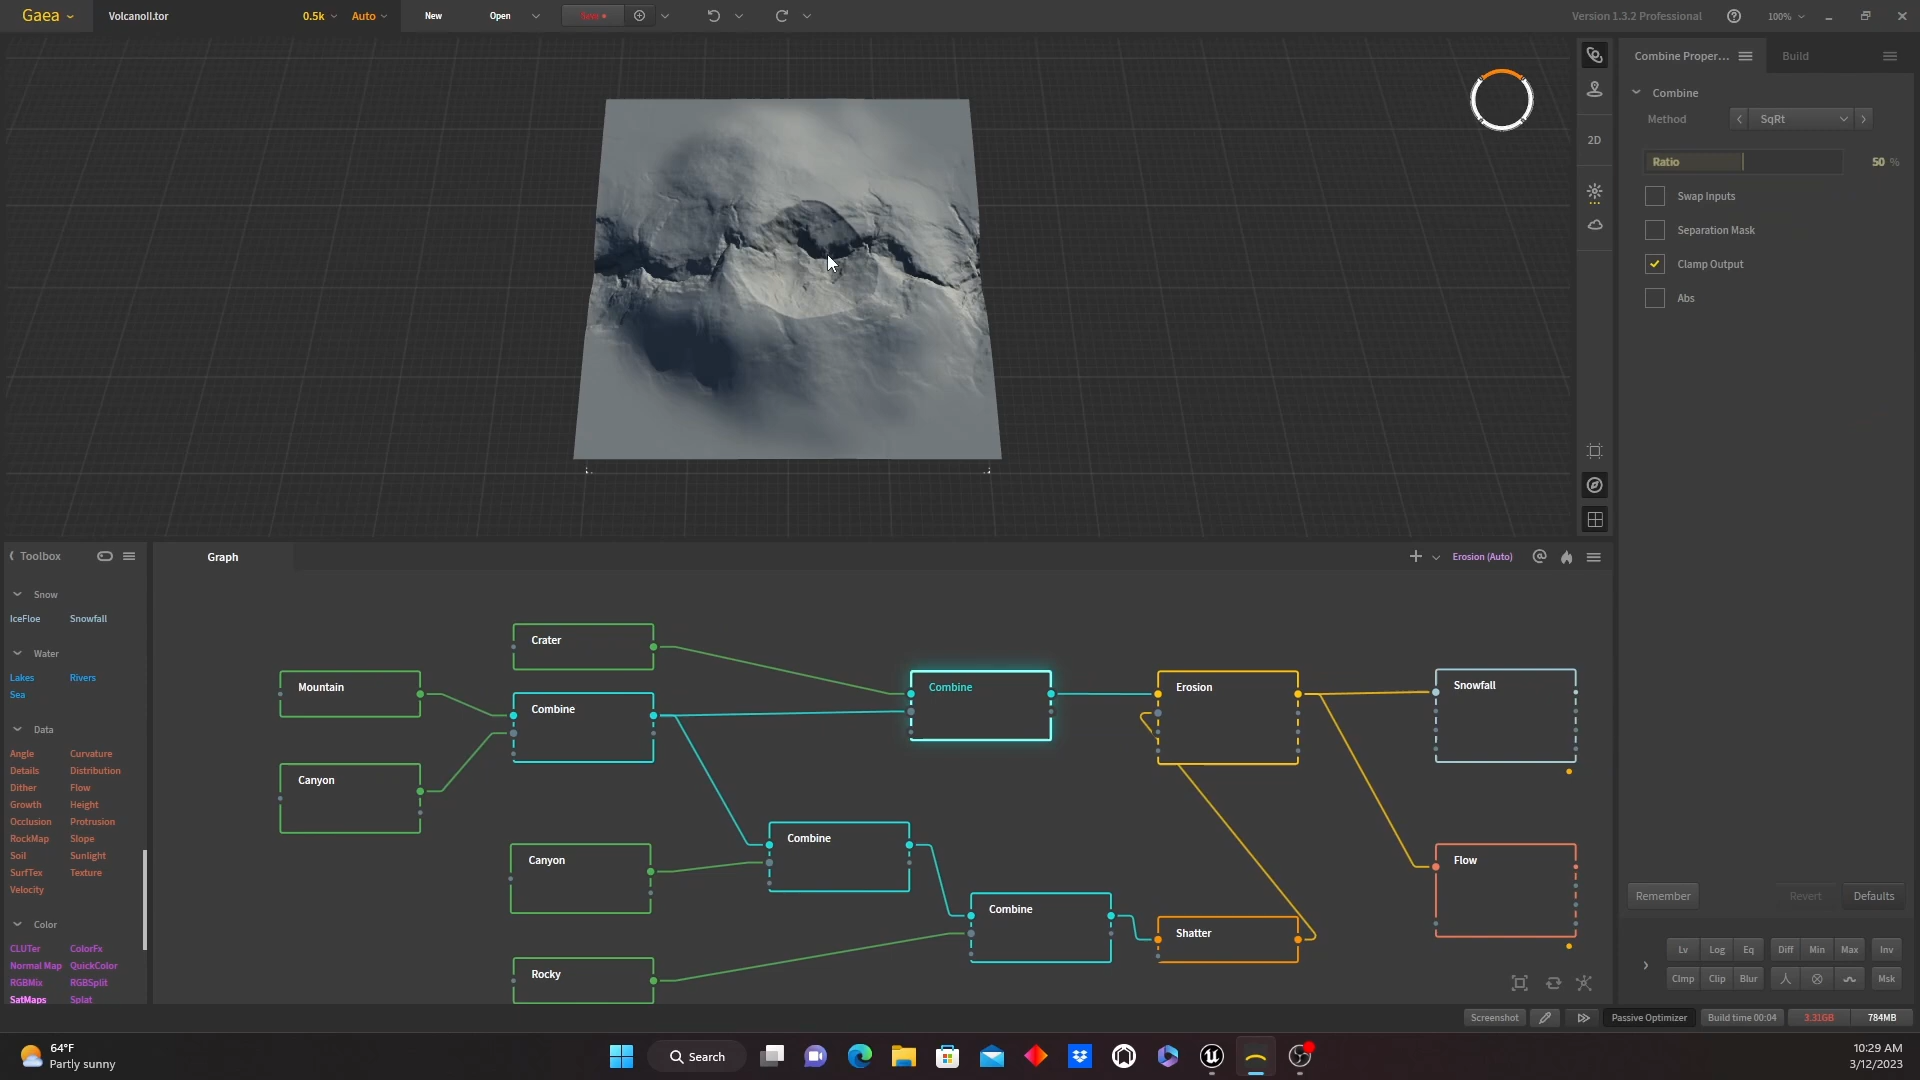 Gaea
VolcanoII.tor
0.5k
Auto
New
Open
Version 1.3.2 Professional
100%
Combine Proper...
Build
Combine
Method
SqRt
Ratio
50 %
Swap Inputs
Separation Mask
Clamp Output
Abs
2D
Toolbox
Graph
Erosion (Auto)
Snow
IceFloe Snowfall
Water
Lakes Rivers
Sea
Data
Angle Curvature
Details Distribution
Dither Flow
Growth Height
Occlusion Protrusion
RockMap Slope
Soil Sunlight
SurfTex Texture
Velocity
Color
CLUTer ColorFx
Normal Map QuickColor
RGBMix RGBSplit
SatMaps Splat
Crater
Mountain
Combine
Canyon
Combine
Erosion
Snowfall
Combine
Canyon
Combine
Rocky
Shatter
Flow
Remember
Revert
Defaults
Lv Log Eq Diff Min Max Inv
Clmp Clip Blur Msk
Screenshot
Passive Optimizer
Build time 00:04
3.31GB
784MB
64°F
Partly sunny
Search
10:29 AM
3/12/2023